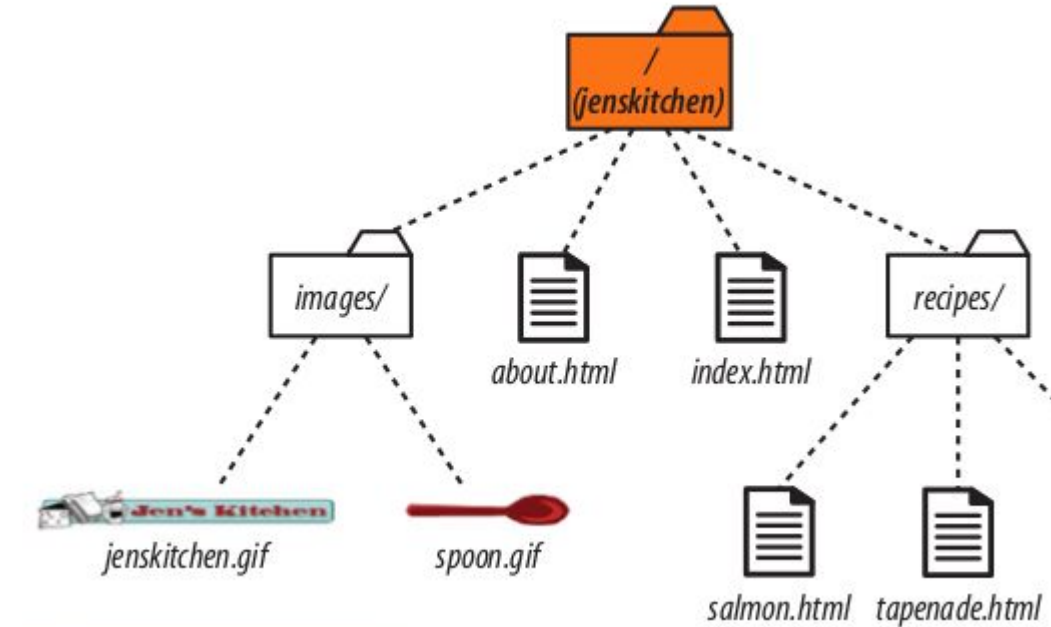 /
(jenskitchen)
images/
about.html
index.html
recipes/
Jen's Kitchen
jenskitchen.gif
spoon.gif
salmon.html
tapenade.html